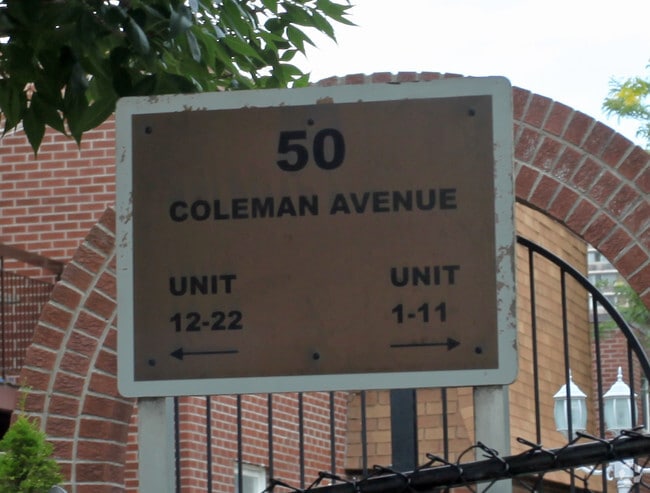 50
COLEMAN AVENUE
UNIT UNIT
12-22 1-11